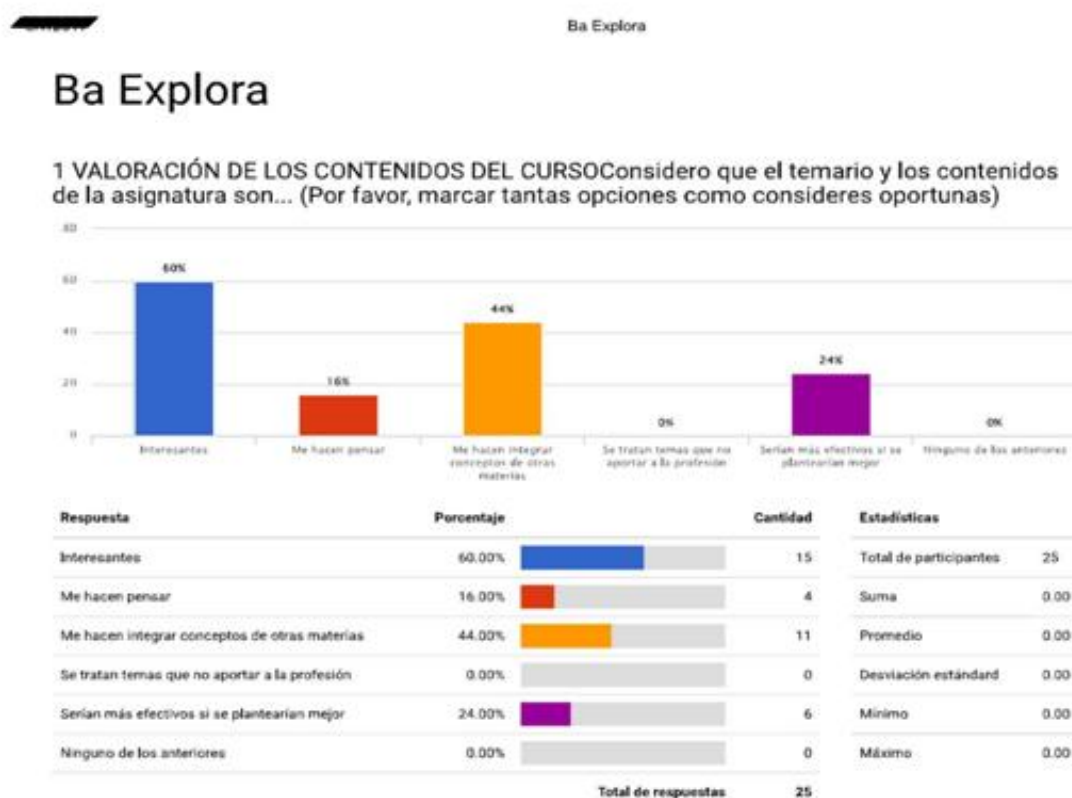 Ba Explora
Ba Explora
1 VALORACIÓN DE LOS CONTENIDOS DEL CURSOConsidero que el temario y los contenidos
de la asignatura son... (Por favor, marcar tantas opciones como consideres oportunas)
80
60
40
20
0
60%
16%
44%
0%
24%
0%
Interesantes
Me hacen pensar
Me hacen integrar
conceptos de otras
materias
Se tratan temas que no
aportar a la profesión
Serían más efectivos si se
plantearían mejor
Ninguno de los anteriores
Respuesta Porcentaje Cantidad
Interesantes 60.00% 15
Me hacen pensar 16.00% 4
Me hacen integrar conceptos de otras materias 44.00% 11
Se tratan temas que no aportar a la profesión 0.00% 0
Serían más efectivos si se plantearían mejor 24.00% 6
Ninguno de los anteriores 0.00% 0
Total de respuestas 25
Estadísticas
Total de participantes 25
Suma 0.00
Promedio 0.00
Desviación estándard 0.00
Mínimo 0.00
Máximo 0.00